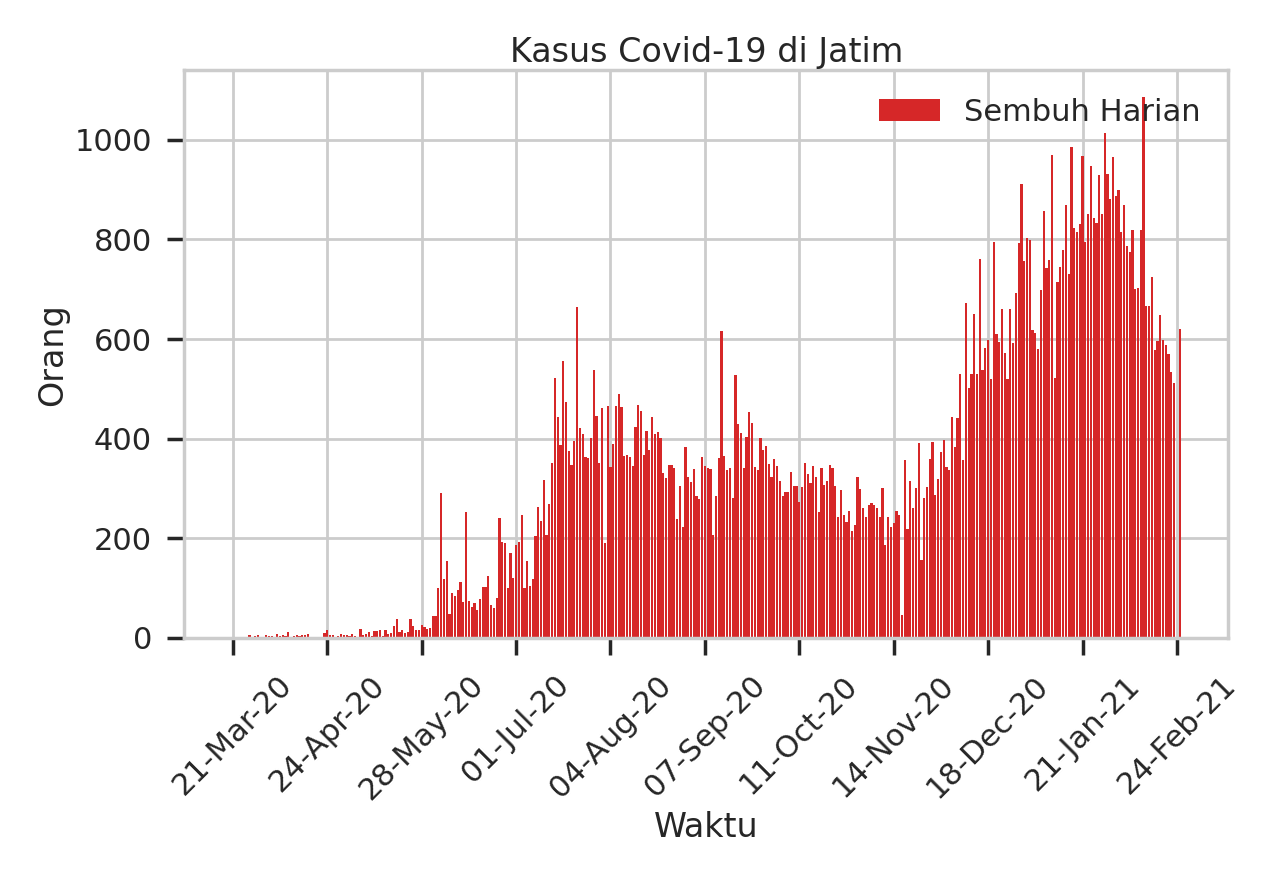 Kasus Covid-19 di Jatim
Sembuh Harian
1000
800
600
400
200
0
Orang
21-Mar-20
24-Apr-20
28-May-20
01-Jul-20
04-Aug-20
07-Sep-20
11-Oct-20
14-Nov-20
18-Dec-20
21-Jan-21
24-Feb-21
Waktu